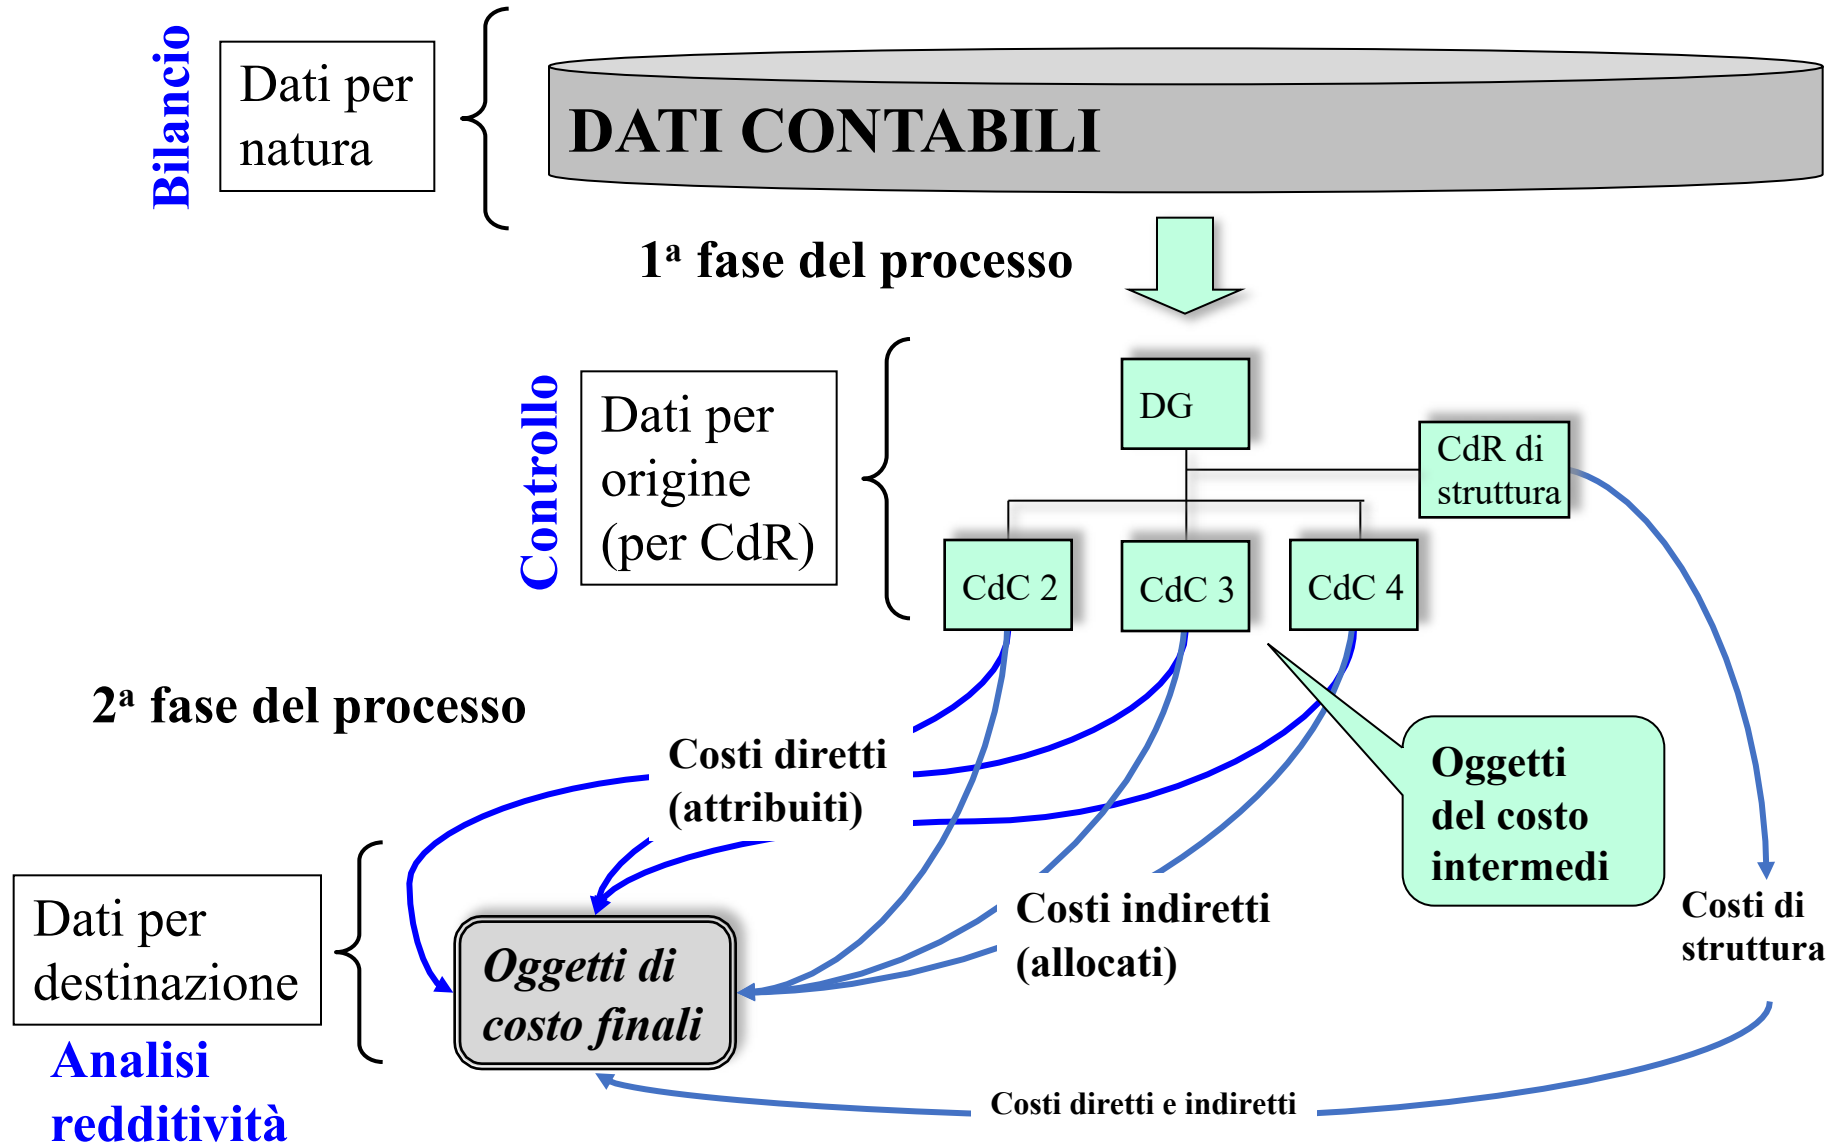 Bilancio
Dati per
natura
DATI CONTABILI
1ª fase del processo
Controllo
Dati per
origine
(per CdR)
DG
CdR di
struttura
CdC 2
CdC 3
CdC 4
2ª fase del processo
Costi diretti
(attribuiti)
Oggetti
del costo
intermedi
Dati per
destinazione
Analisi
redditività
Oggetti di
costo finali
Costi indiretti
(allocati)
Costi di
struttura
Costi diretti e indiretti